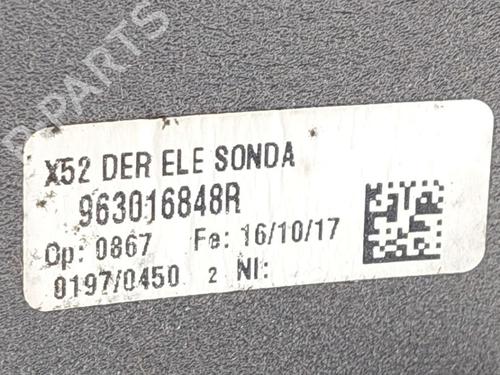 B-PARTS
X52 DER ELE SONDA
963016848R
Op: 0867 Fe: 16/10/17
0197/0450 2 NI: